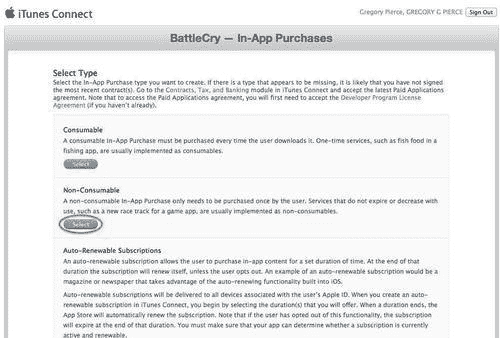 iTunes Connect
Gregory Pierce, GREGORY G PIERCE Sign Out
BattleCry — In-App Purchases
Select Type
Select the In-App Purchase type you want to create. If there is a type that appears to be missing, it is likely that you have not signed
the most recent contract(s). Go to the Contracts, Tax, and Banking module in iTunes Connect and accept the latest Paid Applications
agreement. Note that to access the Paid Applications agreement, you will first need to accept the Developer Program License
Agreement (if you haven't already).
Consumable
A consumable In-App Purchase must be purchased every time the user downloads it. One-time services, such as fish food in a
fishing app, are usually implemented as consumables.
Select
Non-Consumable
A non-consumable In-App Purchase only needs to be purchased once by the user. Services that do not expire or decrease with
use, such as a new race track for a game app, are usually implemented as non-consumables.
Select
Auto-Renewable Subscriptions
An auto-renewable subscription allows the user to purchase in-app content for a set duration of time. At the end of that
duration the subscription will renew itself, unless the user opts out. An example of an auto-renewable subscription would be a
magazine or newspaper that takes advantage of the auto-renewing functionality built into iOS.
Auto-renewable subscriptions will be delivered to all devices associated with the user's Apple ID. When you create an auto-
renewable subscription in iTunes Connect, you begin by selecting the duration(s) that you will offer. When a duration ends, the
App Store will automatically renew the subscription. Note that if the user has opted out of this functionality, the subscription
will expire at the end of that duration. You must make sure that your app can determine whether a subscription is currently
active and renewable.